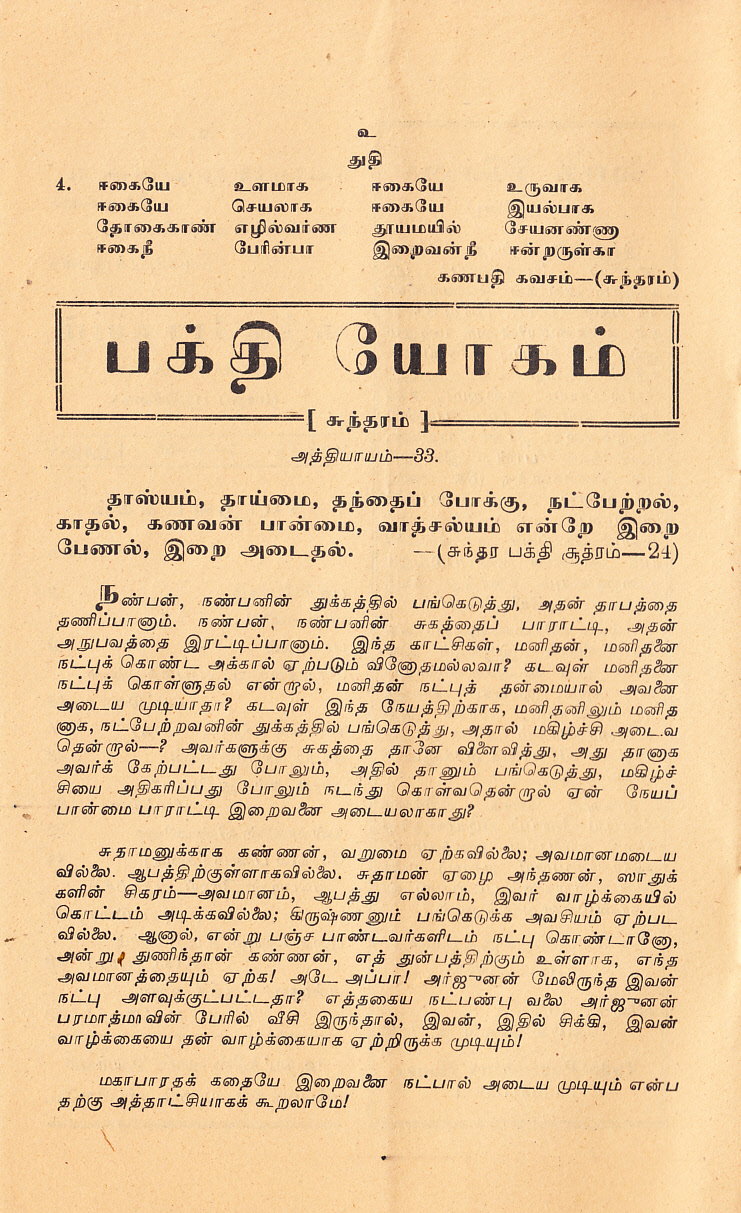 உ
துதி
4. ஈகையே உளமாக ஈகையே உருவாக
ஈகையே செயலாக ஈகையே இயல்பாக
தோகைகாண் எழில்வர்ண தூயமயில் சேயனண்ணு
ஈகைநீ பேரின்பா இறைவன்நீ ஈன்றருள்கா
கணபதி கவசம்—(சுந்தரம்)
பக்தி யோகம்
[ சுந்தரம் ]
அத்தியாயம்—33.
தாஸ்யம், தாய்மை, தந்தைப் போக்கு, நட்பேற்றல்,
காதல், கணவன் பான்மை, வாத்சல்யம் என்றே இறை
பேணல், இறை அடைதல். —(சுந்தர பக்தி சூத்ரம்—24)
நண்பன், நண்பனின் துக்கத்தில் பங்கெடுத்து, அதன் தாபத்தை
தணிப்பானாம். நண்பன், நண்பனின் சுகத்தைப் பாராட்டி, அதன்
அநுபவத்தை இரட்டிப்பானாம். இந்த காட்சிகள், மனிதன், மனிதனை
நட்புக் கொண்ட அக்கால் ஏற்படும் வினோதமல்லவா? கடவுள் மனிதனை
நட்புக் கொள்ளுதல் என்றால், மனிதன் நட்புத் தன்மையால் அவனை
அடைய முடியாதா? கடவுள் இந்த நேயத்திற்காக, மனிதனிலும் மனித
னாக, நட்பேற்றவனின் துக்கத்தில் பங்கெடுத்து, அதால் மகிழ்ச்சி அடைவ
தென்றால்—? அவர்களுக்கு சுகத்தை தானே விளைவித்து, அது தானாக
அவர்க் கேற்பட்டது போலும், அதில் தானும் பங்கெடுத்து, மகிழ்ச்
சியை அதிகரிப்பது போலும் நடந்து கொள்வதென்றால் ஏன் நேயப்
பான்மை பாராட்டி இறைவனை அடையலாகாது?
சுதாமனுக்காக கண்ணன், வறுமை ஏற்கவில்லை; அவமானமடைய
வில்லை. ஆபத்திற்குள்ளாகவில்லை. சுதாமன் ஏழை அந்தணன், ஸாதுக்
களின் சிகரம்—அவமானம், ஆபத்து எல்லாம், இவர் வாழ்க்கையில்
கொட்டம் அடிக்கவில்லை; கிருஷ்ணனும் பங்கெடுக்க அவசியம் ஏற்பட
வில்லை. ஆனால், என்று பஞ்ச பாண்டவர்களிடம் நட்பு கொண்டானோ,
அன்று துணிந்தான் கண்ணன், எத் துன்பத்திற்கும் உள்ளாக, எந்த
அவமானத்தையும் ஏற்க! அடே அப்பா! அர்ஜுனன் மேலிருந்த இவன்
நட்பு அளவுக்குட்பட்டதா? எத்தகைய நட்பண்பு வலை அர்ஜுனன்
பரமாத்மாவின் பேரில் வீசி இருந்தால், இவன், இதில் சிக்கி, இவன்
வாழ்க்கையை தன் வாழ்க்கையாக ஏற்றிருக்க முடியும்!
மகாபாரதக் கதையே இறைவனை நட்பால் அடைய முடியும் என்ப
தற்கு அத்தாட்சியாகக் கூறலாமே!